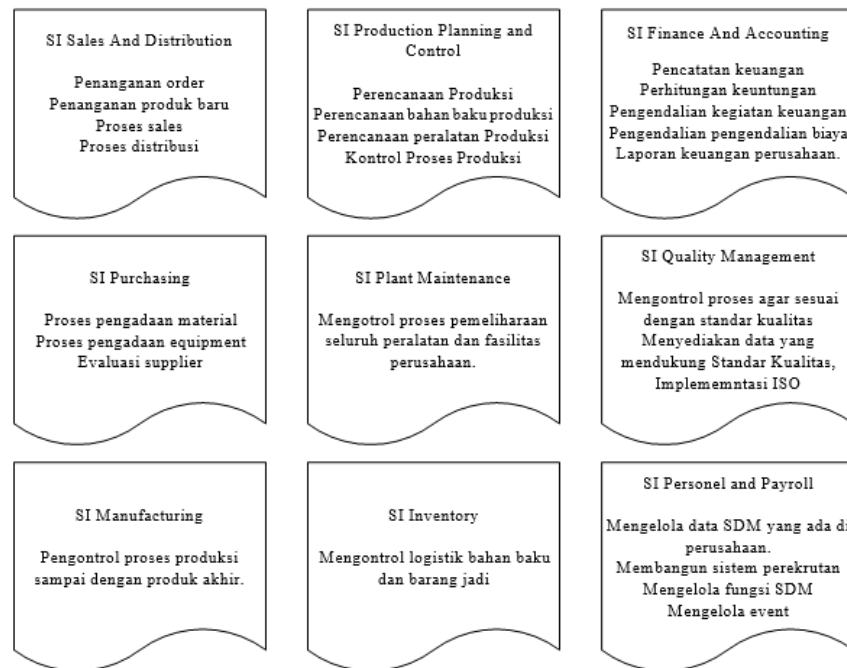 SI Sales And Distribution
Penanganan order
Penanganan produk baru
Proses sales
Proses distribusi
SI Production Planning and
Control
Perencanaan Produksi
Perencanaan bahan baku produksi
Perencanaan peralatan Produksi
Kontrol Proses Produksi
SI Finance And Accounting
Pencatatan keuangan
Perhitungan keuntungan
Pengendalian kegiatan keuangan
Pengendalian pengendalian biaya
Laporan keuangan perusahaan.
SI Purchasing
Proses pengadaan material
Proses pengadaan equipment
Evaluasi supplier
SI Plant Maintenance
Mengotrol proses pemeliharaan
seluruh peralatan dan fasilitas
perusahaan.
SI Quality Management
Mengontrol proses agar sesuai
dengan standar kualitas
Menyediakan data yang
mendukung Standar Kualitas,
Implememntasi ISO
SI Manufacturing
Pengontrol proses produksi
sampai dengan produk akhir.
SI Inventory
Mengontrol logistik bahan baku
dan barang jadi
SI Personel and Payroll
Mengelola data SDM yang ada di
perusahaan.
Membangun sistem perekrutan
Mengelola fungsi SDM
Mengelola event